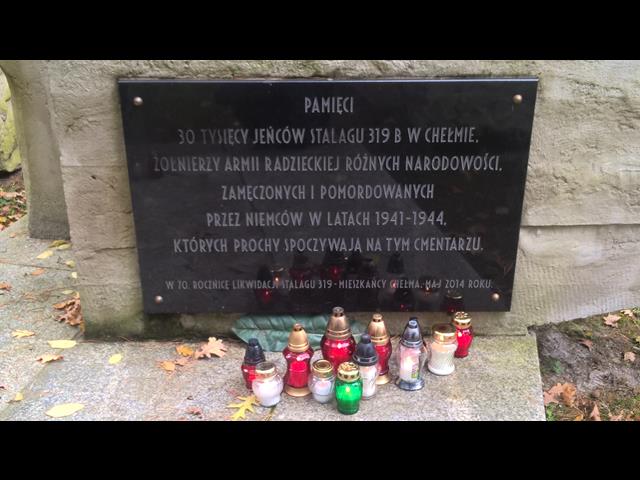 PAMIĘCI
30 TYSIĘCY JEŃCÓW STALAGU 319 B W CHEŁMIE,
ŻOŁNIERZY ARMII RADZIECKIEJ RÓŻNYCH NARODOWOŚCI,
ZAMĘCZONYCH I POMORDOWANYCH
PRZEZ NIEMCÓW W LATACH 1941-1944,
KTÓRYCH PROCHY SPOCZYWAJĄ NA TYM CMENTARZU.
W 70. ROCZNICĘ LIKWIDACJI STALAGU 319 - MIESZKAŃCY CHEŁMA. MAJ 2014 ROKU.